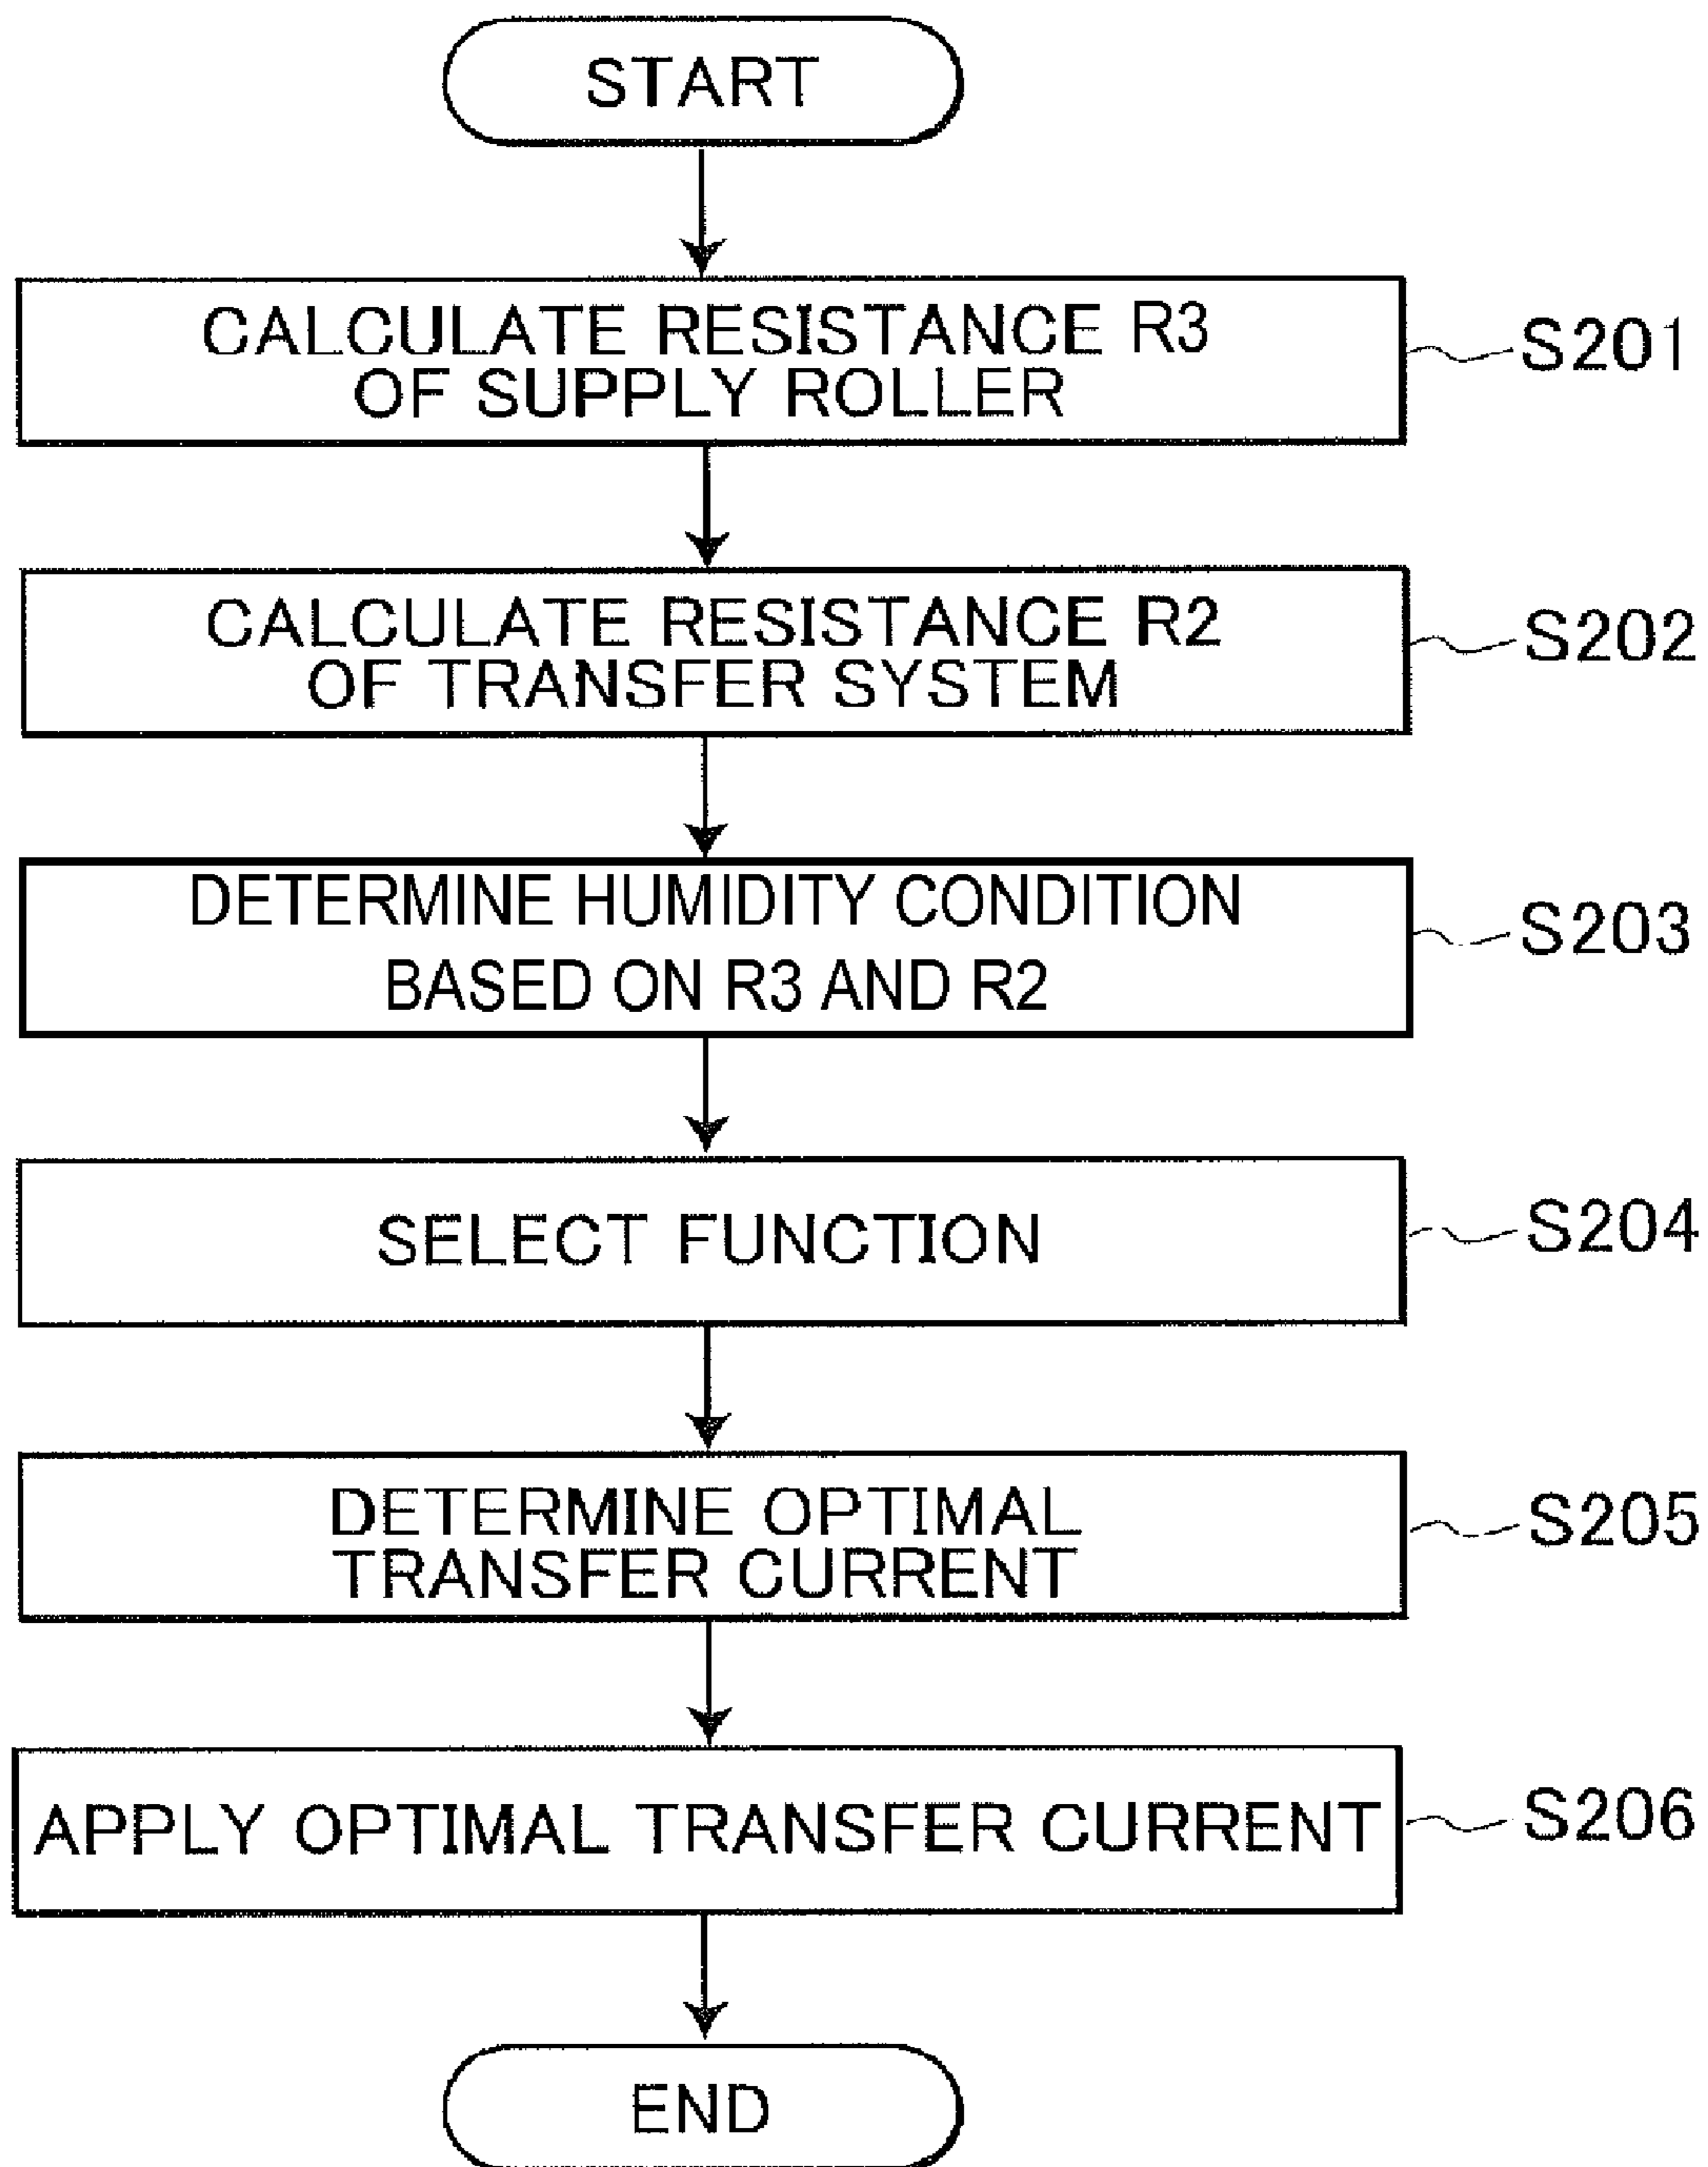 START
CALCULATE RESISTANCE R3
OF SUPPLY ROLLER
S201
CALCULATE RESISTANCE R2
OF TRANSFER SYSTEM
S202
DETERMINE HUMIDITY CONDITION
BASED ON R3 AND R2
S203
SELECT FUNCTION
S204
DETERMINE OPTIMAL
TRANSFER CURRENT
S205
APPLY OPTIMAL TRANSFER CURRENT
S206
END